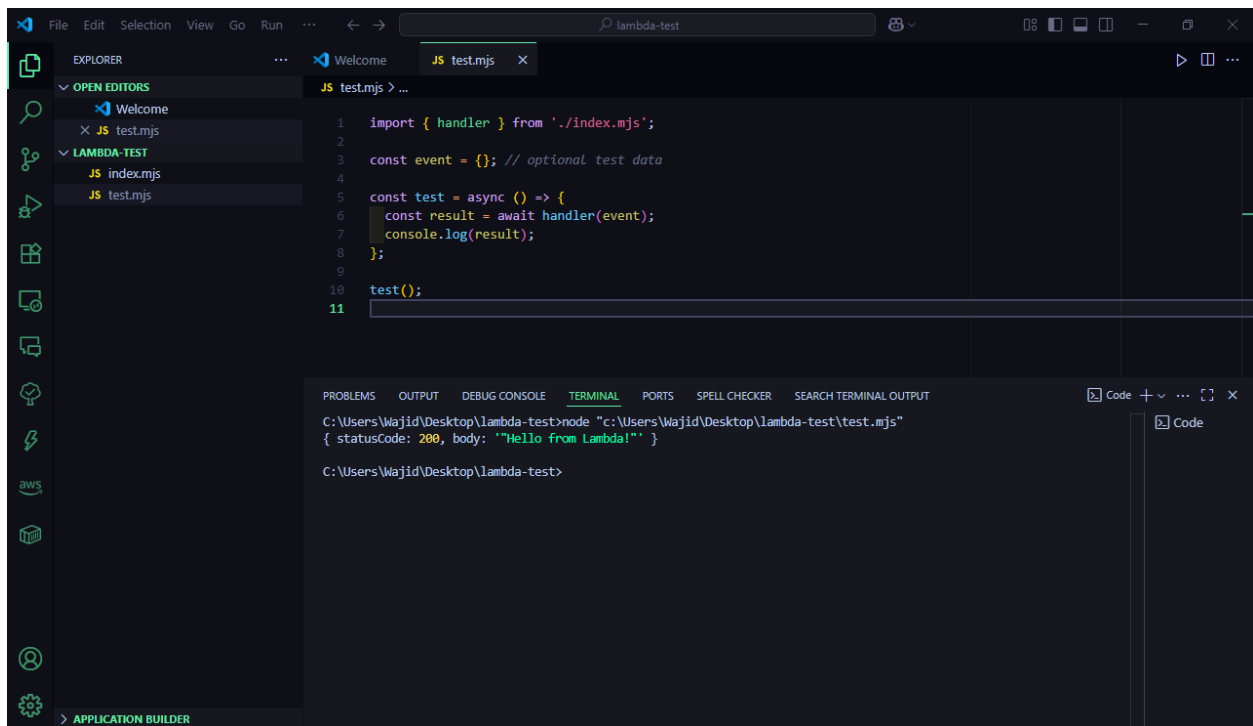 File Edit Selection View Go Run ··· lambda-test
EXPLORER ···
OPEN EDITORS
Welcome
JS test.mjs
LAMBDA-TEST
JS index.mjs
JS test.mjs
aws
APPLICATION BUILDER
Welcome JS test.mjs
JS test.mjs > ...
1 import { handler } from './index.mjs';
2
3 const event = {}; // optional test data
4
5 const test = async () => {
6 const result = await handler(event);
7 console.log(result);
8 };
9
10 test();
11
PROBLEMS OUTPUT DEBUG CONSOLE TERMINAL PORTS SPELL CHECKER SEARCH TERMINAL OUTPUT Code
C:\Users\Wajid\Desktop\lambda-test>node "c:\Users\Wajid\Desktop\lambda-test\test.mjs"
{ statusCode: 200, body: '"Hello from Lambda!"' }
C:\Users\Wajid\Desktop\lambda-test>
Code